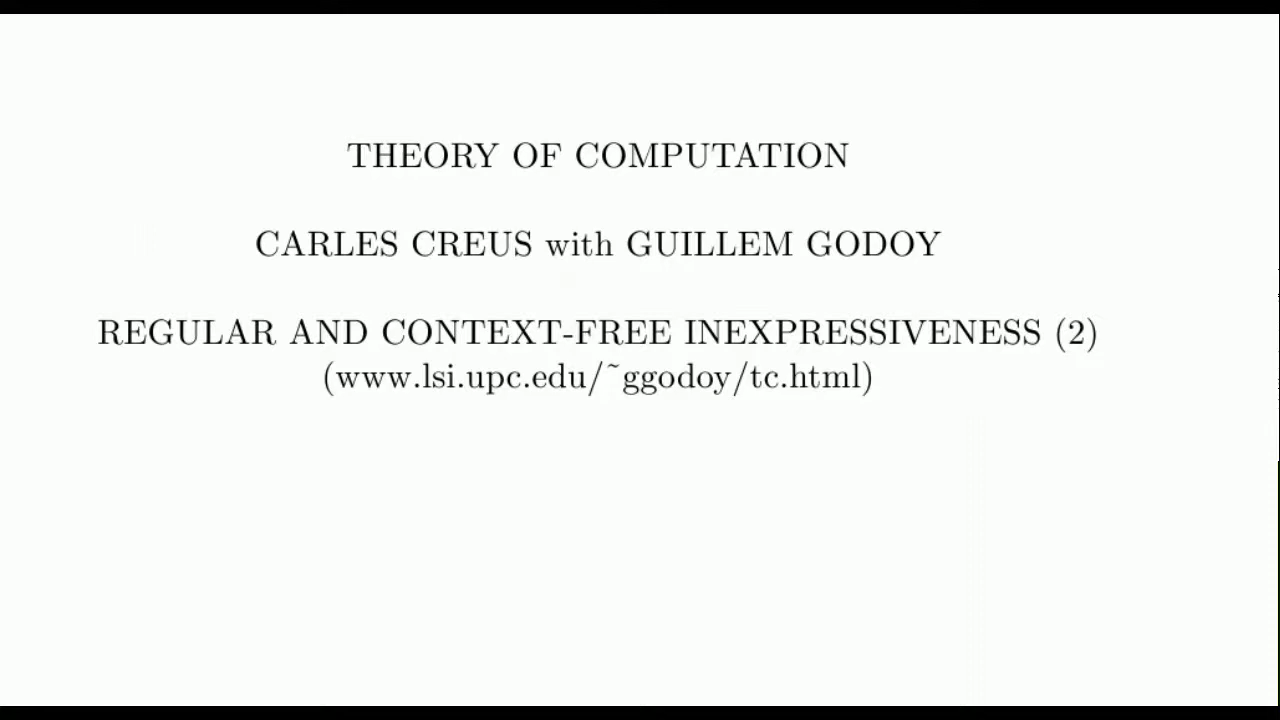 THEORY OF COMPUTATION
CARLES CREUS with GUILLEM GODOY
REGULAR AND CONTEXT-FREE INEXPRESSIVENESS (2)
(www.lsi.upc.edu/~ggodoy/tc.html)